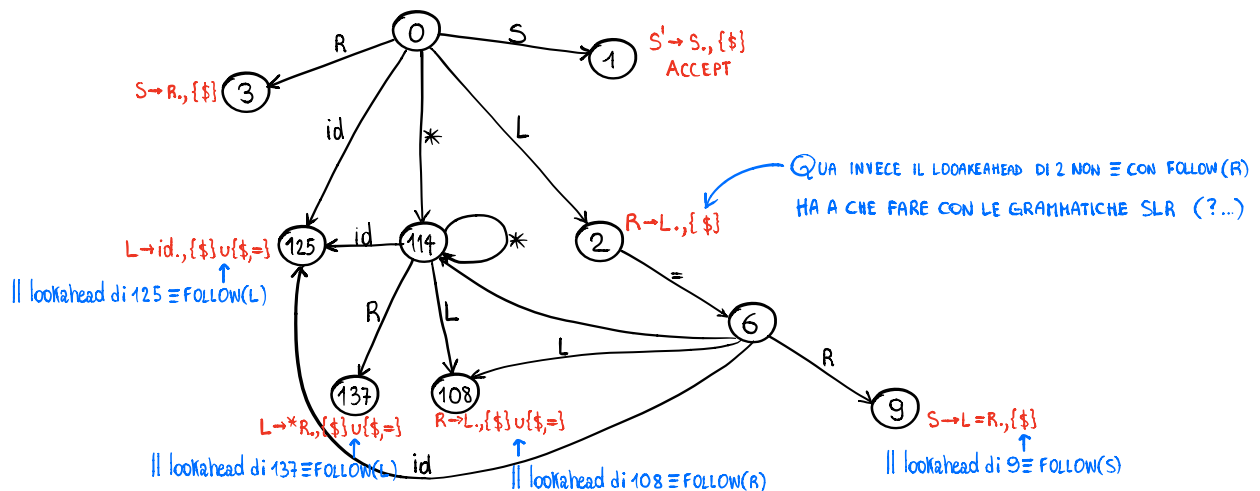 0
R
S
1
S' → S., {$}
ACCEPT
S → R., {$}
3
id
*
L
QUA INVECE IL LOOAKEAHEAD DI 2 NON ≡ CON FOLLOW(R)
HA A CHE FARE CON LE GRAMMATICHE SLR (?...)
R → L., {$}
L → id., {$} ∪ {$,=}
125
id
114
*
2
=
|| lookahead di 125 ≡ FOLLOW(L)
R
L
6
L
R
137
108
9
S → L = R., {$}
L → *R., {$} ∪ {$,=}
R → L., {$} ∪ {$,=}
|| lookahead di 137 ≡ FOLLOW(L)
id
|| lookahead di 108 ≡ FOLLOW(R)
|| lookahead di 9 ≡ FOLLOW(S)